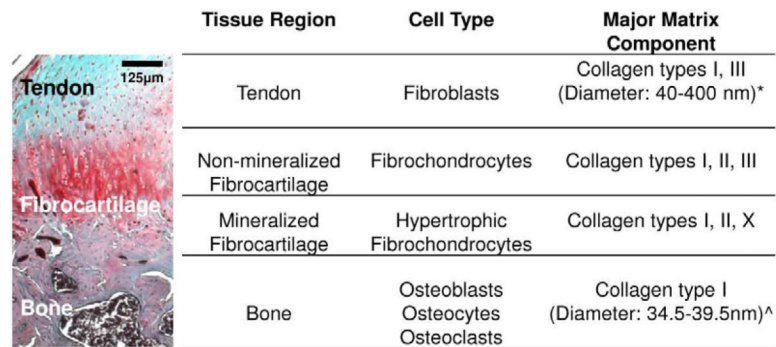 Tissue Region Cell Type Major Matrix
Component
125µm
Tendon
Collagen types I, III
Tendon Fibroblasts (Diameter: 40-400 nm)*
Non-mineralized Fibrochondrocytes Collagen types I, II, III
Fibrocartilage
Fibrocartilage
Mineralized Hypertrophic Collagen types I, II, X
Fibrocartilage Fibrochondrocytes
Bone
Osteoblasts Collagen type I
Bone Osteocytes (Diameter: 34.5-39.5nm)^
Osteoclasts